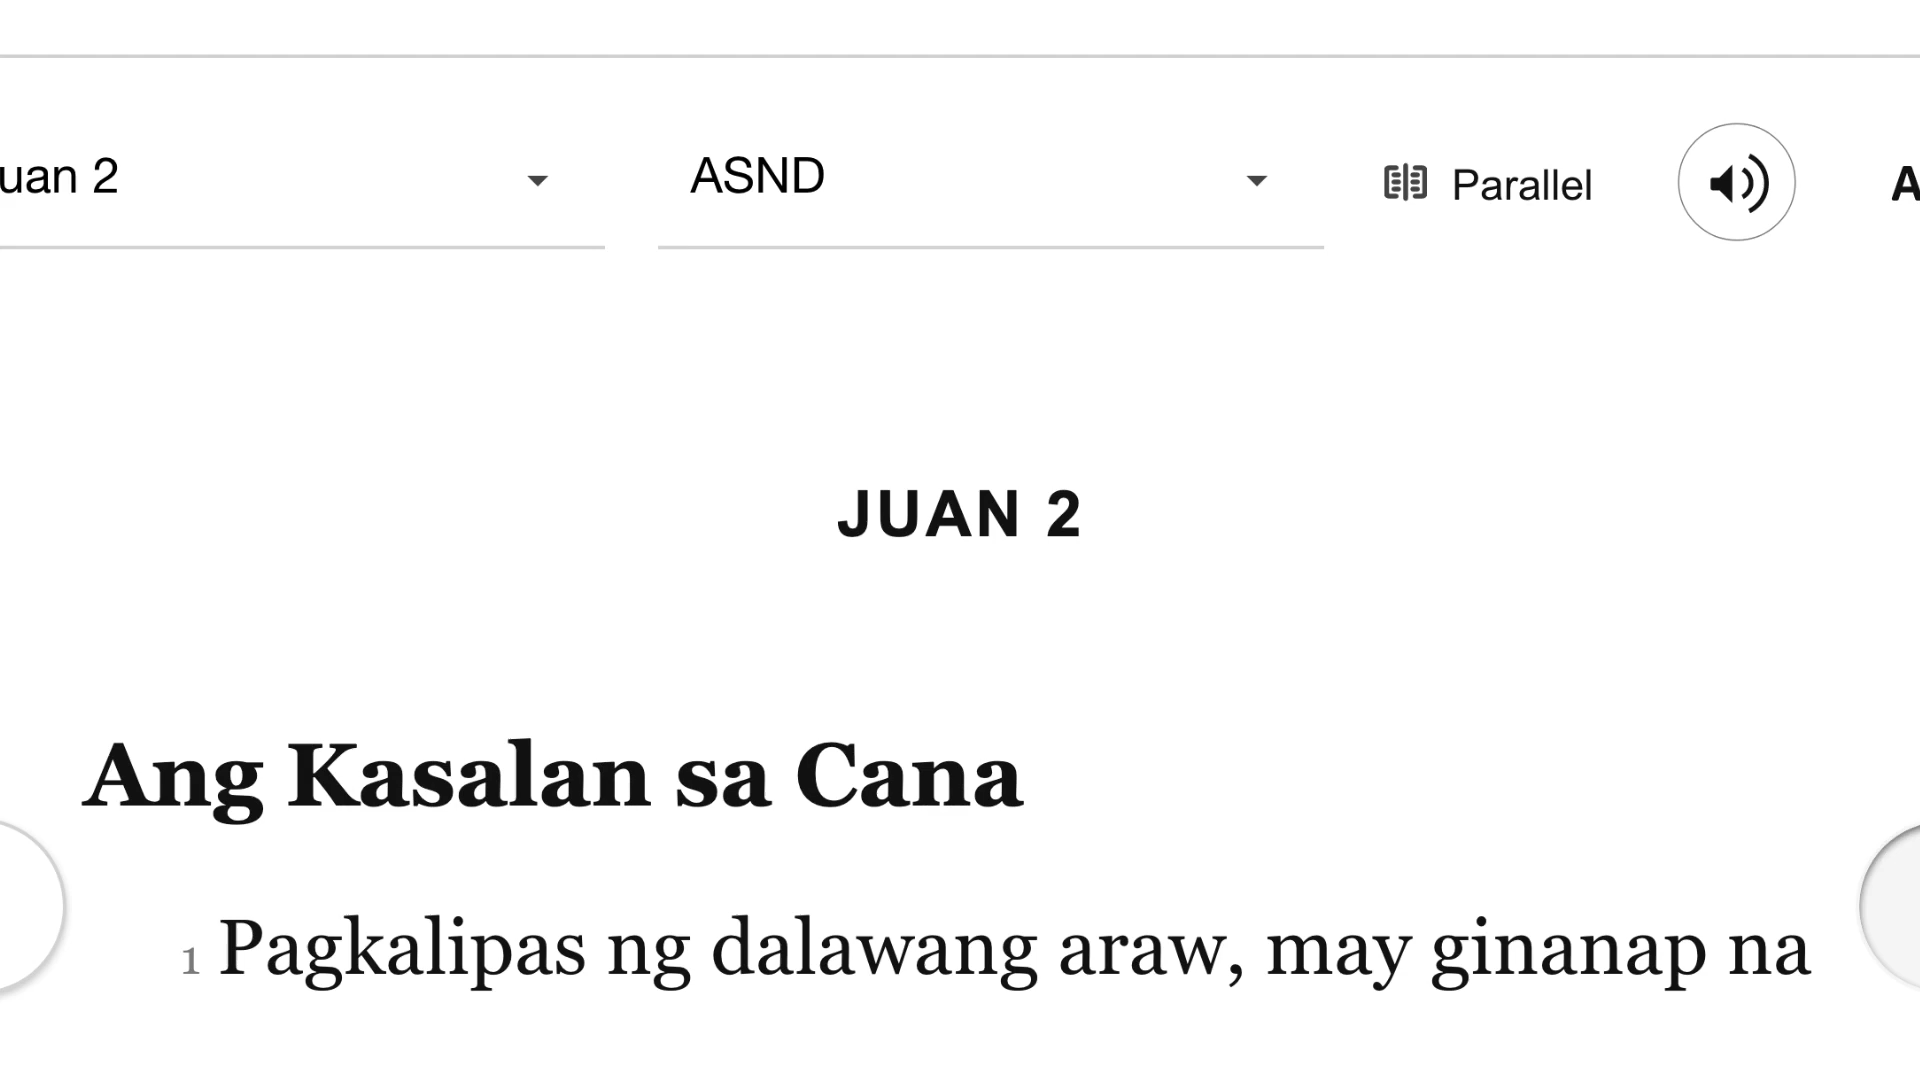 uan 2 ASND Parallel A
JUAN 2
Ang Kasalan sa Cana
1 Pagkalipas ng dalawang araw, may ginanap na